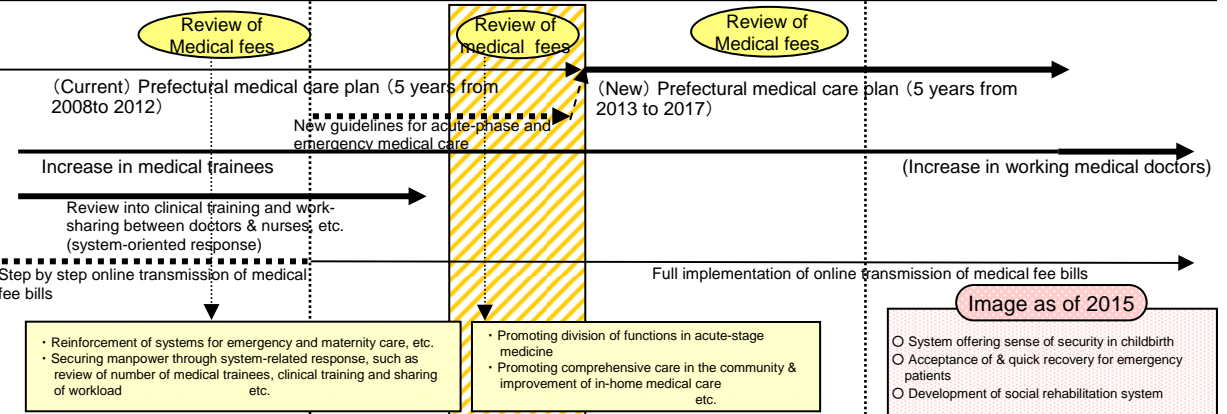 Review of
Medical fees
Review of
medical fees
Review of
Medical fees
（Current）Prefectural medical care plan（5 years from
2008to 2012）
（New）Prefectural medical care plan（5 years from
2013 to 2017）
New guidelines for acute-phase and
emergency medical care
Increase in medical trainees
(Increase in working medical doctors)
Review into clinical training and work-
sharing between doctors & nurses, etc.
(system-oriented response)
Step by step online transmission of medical
fee bills
Full implementation of online transmission of medical fee bills
・Reinforcement of systems for emergency and maternity care, etc.
・Securing manpower through system-related response, such as
review of number of medical trainees, clinical training and sharing
of workload etc.
・Promoting division of functions in acute-stage
medicine
・Promoting comprehensive care in the community &
improvement of in-home medical care
etc.
Image as of 2015
○ System offering sense of security in childbirth
○ Acceptance of & quick recovery for emergency
patients
○ Development of social rehabilitation system